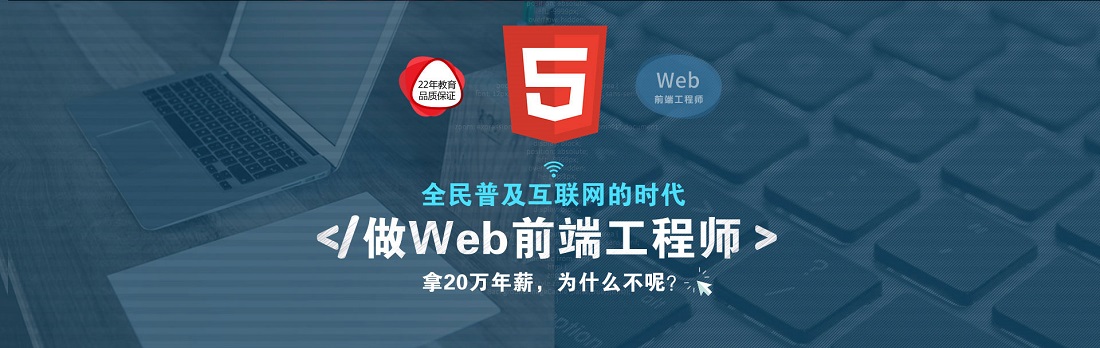 22年教育
品质保证
5
Web
前端工程师
全民普及互联网的时代
</做Web前端工程师>
拿20万年薪，为什么不呢?
option